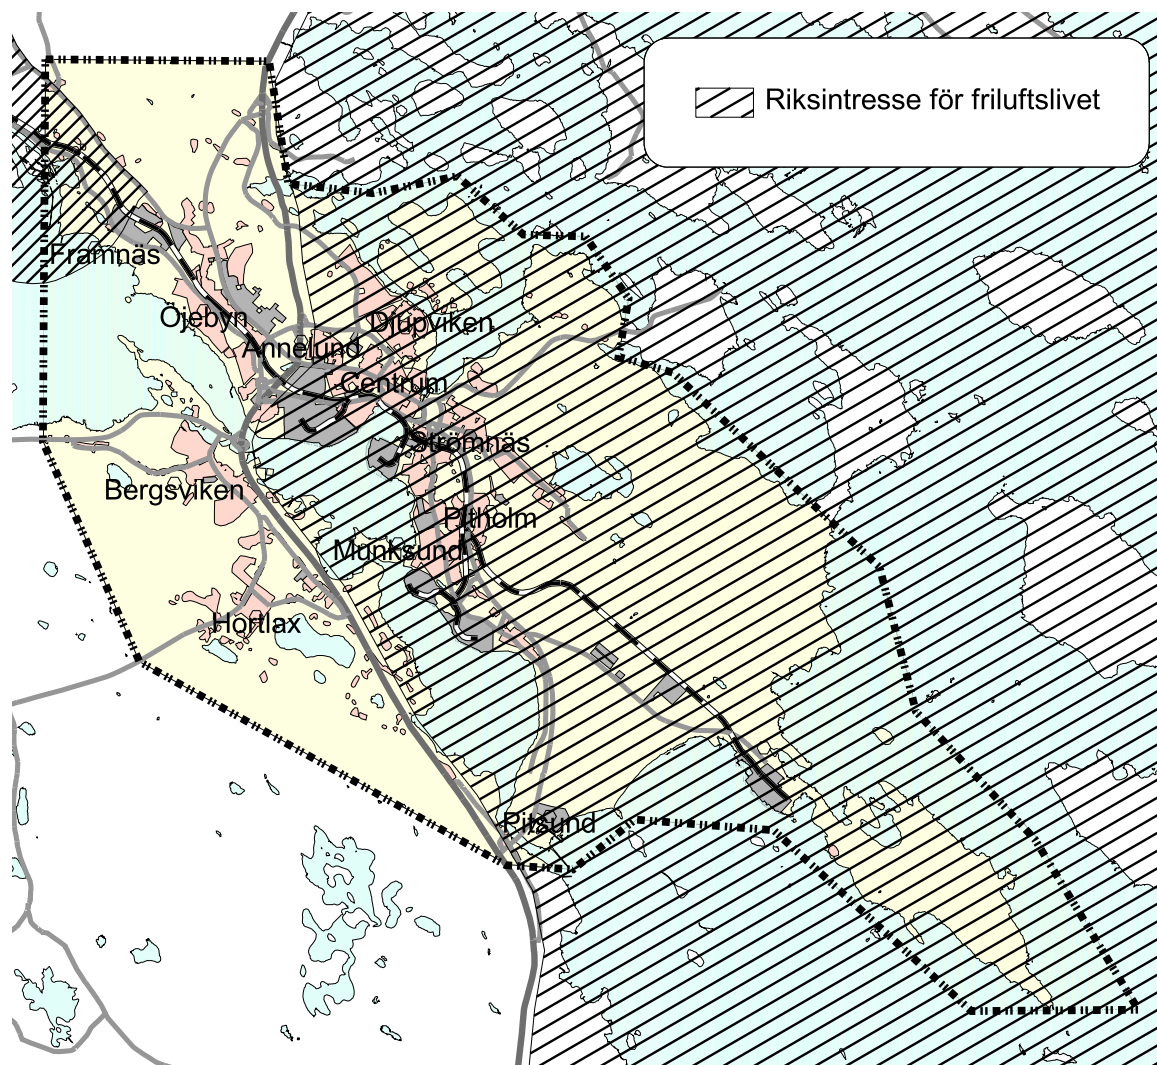 Riksintresse för friluftslivet
Framnäs
Öjebyn
Djupviken
Annelund
Centrum
Strömnäs
Bergsviken
Pitholm
Munksund
Hortlax
Pitsund